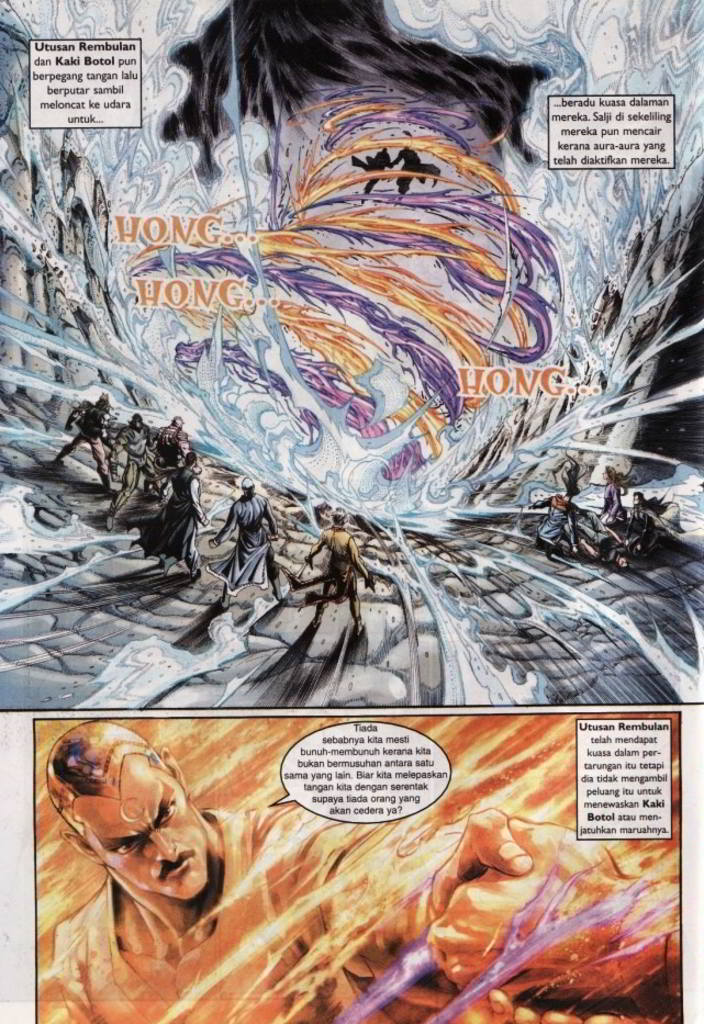 Utusan Rembulan
dan Kaki Botol pun
berpegang tangan lalu
berputar sambil
meloncat ke udara
untuk...
...beradu kuasa dalaman
mereka. Salji di sekeliling
mereka pun mencair
kerana aura-aura yang
telah diaktifkan mereka.
HONG...
HONG...
HONG...
Tiada
sebabnya kita mesti
bunuh-membunuh kerana kita
bukan bermusuhan antara satu
sama yang lain. Biar kita melepaskan
tangan kita dengan serentak
supaya tiada orang yang
akan cedera ya?
Utusan Rembulan
telah mendapat
kuasa dalam per-
tarungan itu tetapi
dia tidak mengambil
peluang itu untuk
menewaskan Kaki
Botol atau men-
jatuhkan maruahnya.